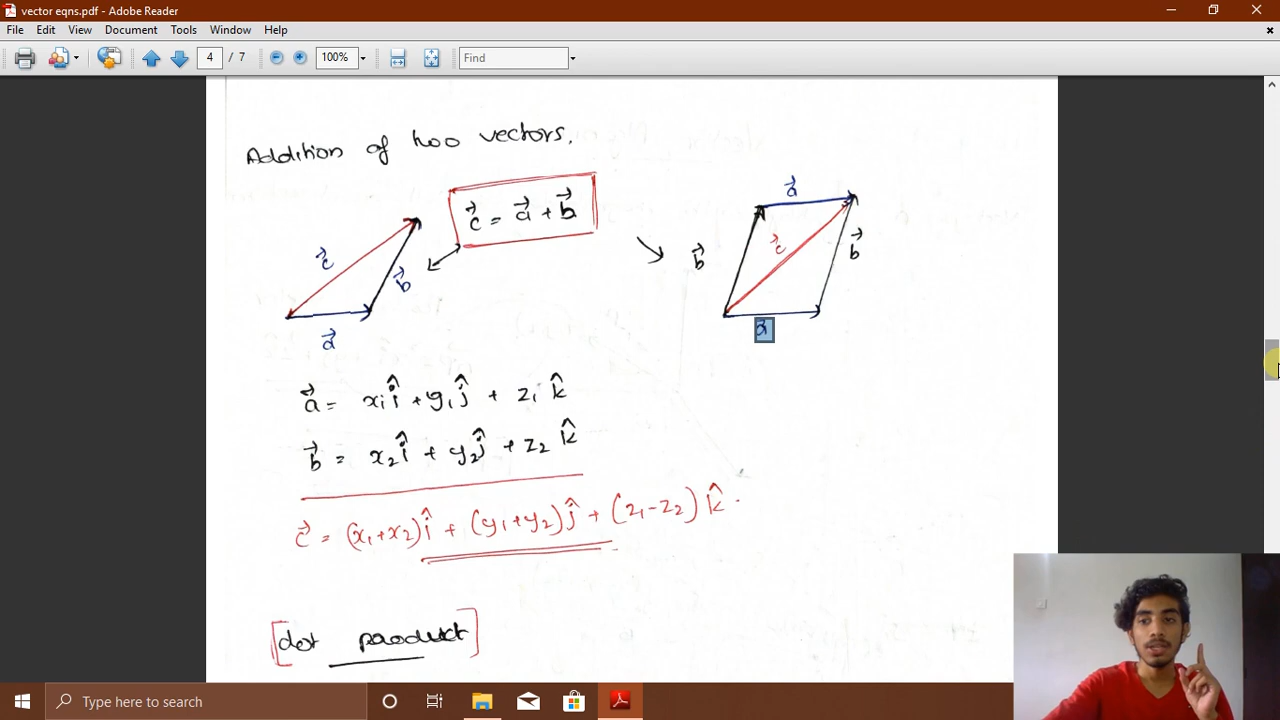 vector eqns.pdf - Adobe Reader
File Edit View Document Tools Window Help
4 / 7 100% Find
Addition of two vectors.
c⃗ = a⃗ + b⃗
c⃗ b⃗ a⃗
a⃗ b⃗ c⃗ b⃗ a⃗
a⃗ = x₁î + y₁ĵ + z₁k̂
b⃗ = x₂î + y₂ĵ + z₂k̂
c⃗ = (x₁+x₂)î + (y₁+y₂)ĵ + (z₁-z₂)k̂.
[dot product]
Type here to search